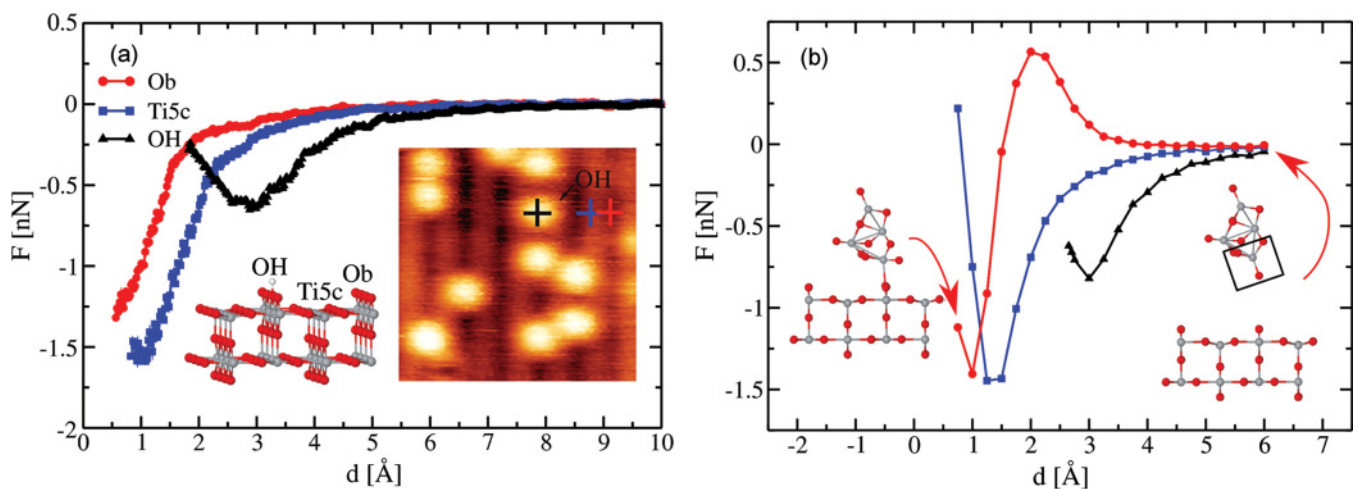 (a)
F [nN]
0.5
0
-0.5
-1
-1.5
-2
Ob
Ti5c
OH
OH
OH
Ti5c
Ob
0 1 2 3 4 5 6 7 8 9 10
d [Å]
(b)
F [nN]
0.5
0
-0.5
-1
-1.5
-2 -1 0 1 2 3 4 5 6 7
d [Å]